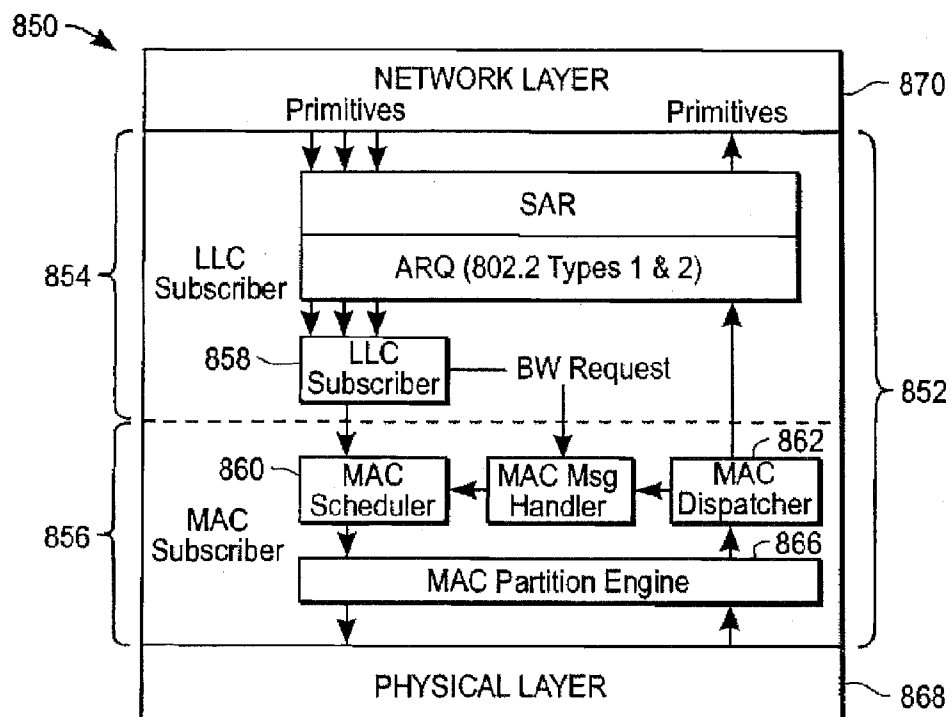 850
NETWORK LAYER
870
Primitives
Primitives
SAR
ARQ (802.2 Types 1 & 2)
854
LLC
Subscriber
858
LLC
Subscriber
BW Request
852
860
MAC
Scheduler
MAC Msg
Handler
862
MAC
Dispatcher
856
MAC
Subscriber
866
MAC Partition Engine
PHYSICAL LAYER
868